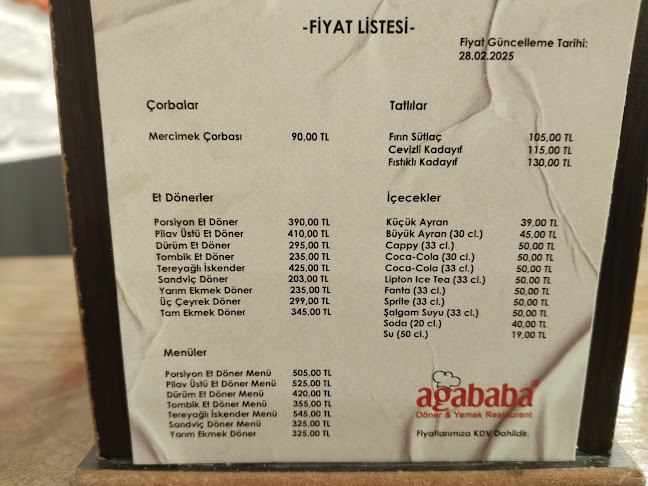 -FİYAT LİSTESİ-
Fiyat Güncelleme Tarihi:
28.02.2025
Çorbalar
Mercimek Çorbası 90,00 TL
Et Dönerler
Porsiyon Et Döner 390,00 TL
Pilav Üstü Et Döner 410,00 TL
Dürüm Et Döner 295,00 TL
Tombik Et Döner 235,00 TL
Tereyağlı İskender 425,00 TL
Sandviç Döner 203,00 TL
Yarım Ekmek Döner 235,00 TL
Üç Çeyrek Döner 299,00 TL
Tam Ekmek Döner 345,00 TL
Menüler
Porsiyon Et Döner Menü 505,00 TL
Pilav Üstü Et Döner Menü 525,00 TL
Dürüm Et Döner Menü 420,00 TL
Tombik Et Döner Menü 355,00 TL
Tereyağlı İskender Menü 545,00 TL
Sandviç Döner Menü 325,00 TL
Yarım Ekmek Döner 325,00 TL
Tatlılar
Fırın Sütlaç 105,00 TL
Cevizli Kadayıf 115,00 TL
Fıstıklı Kadayıf 130,00 TL
İçecekler
Küçük Ayran 39,00 TL
Büyük Ayran (30 cl.) 45,00 TL
Cappy (33 cl.) 50,00 TL
Coca-Cola (30 cl.) 50,00 TL
Coca-Cola (33 cl.) 50,00 TL
Lipton Ice Tea (33 cl.) 50,00 TL
Fanta (33 cl.) 50,00 TL
Sprite (33 cl.) 50,00 TL
Şalgam Suyu (33 cl.) 50,00 TL
Soda (20 cl.) 40,00 TL
Su (50 cl.) 19,00 TL
agababa
Döner & Yemek Restaurant
Fiyatlarımıza KDV Dahildir.